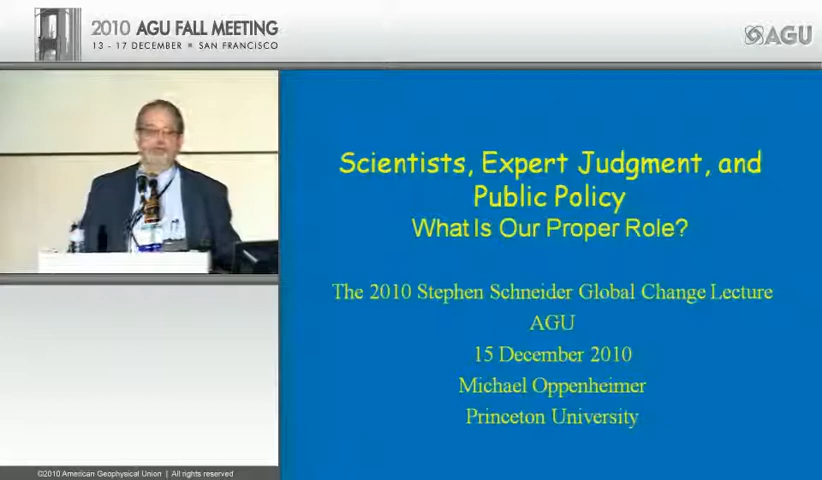 2010 AGU FALL MEETING
13 - 17 DECEMBER ■ SAN FRANCISCO
AGU
Scientists, Expert Judgment, and
Public Policy
What Is Our Proper Role?
The 2010 Stephen Schneider Global Change Lecture
AGU
15 December 2010
Michael Oppenheimer
Princeton University
©2010 American Geophysical Union | All rights reserved